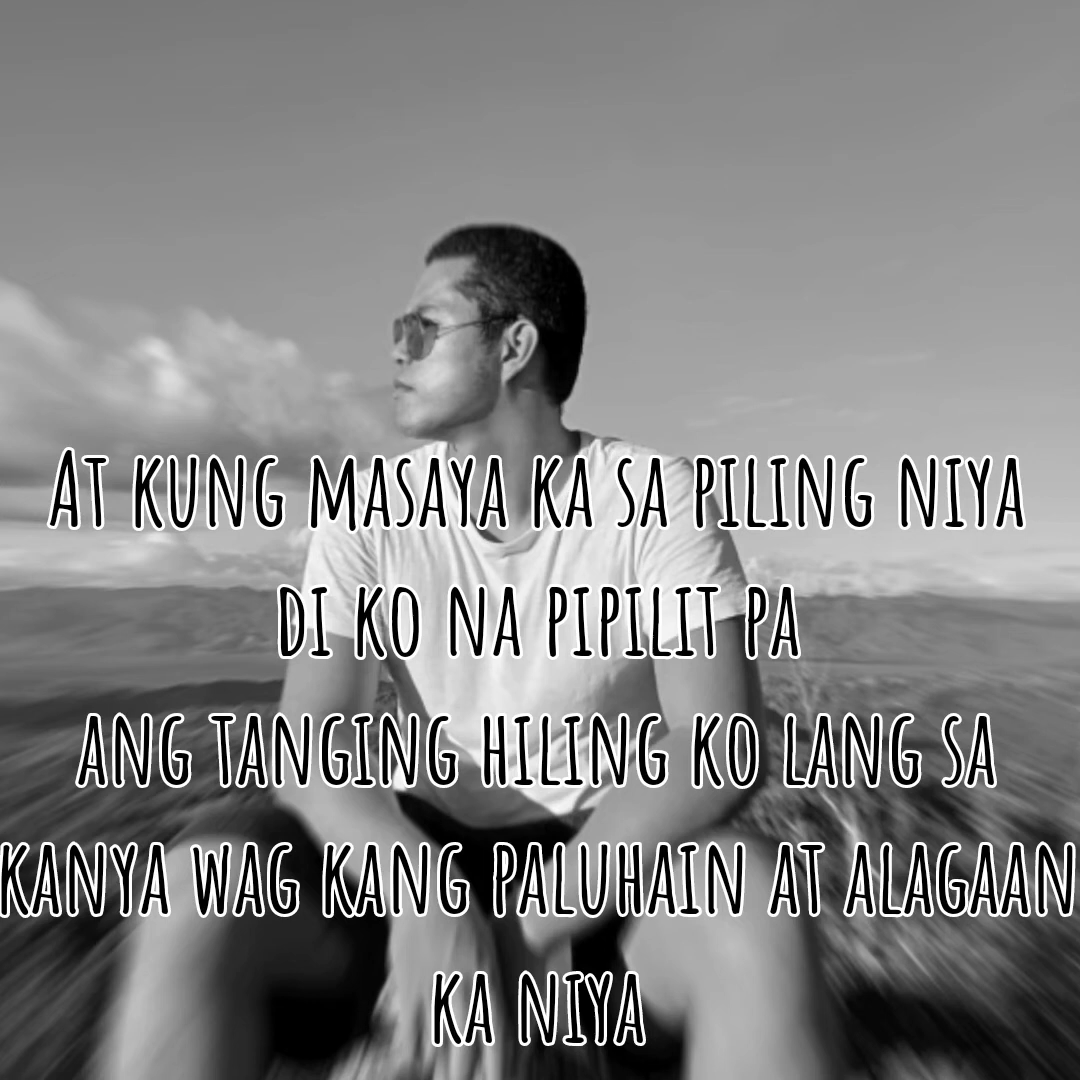 At kung masaya ka sa piling niya
di ko na pipilit pa
ang tanging hiling ko lang sa
kanya wag kang paluhain at alagaan
ka niya